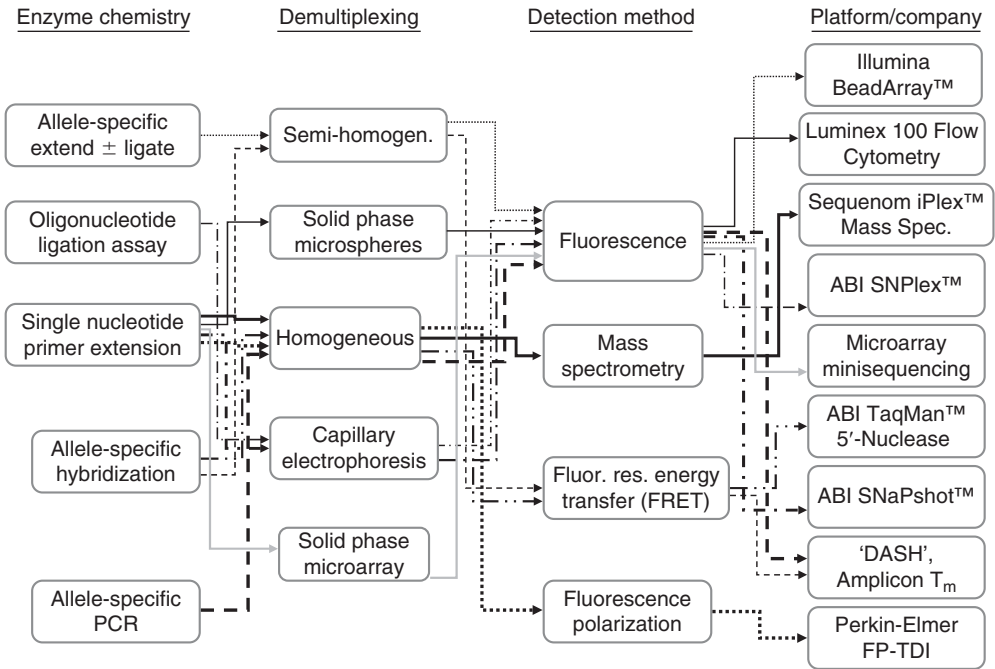 Enzyme chemistry
Demultiplexing
Detection method
Platform/company
Allele-specific
extend ± ligate
Oligonucleotide
ligation assay
Single nucleotide
primer extension
Allele-specific
hybridization
Allele-specific
PCR
Semi-homogen.
Solid phase
microspheres
Homogeneous
Capillary
electrophoresis
Solid phase
microarray
Fluorescence
Mass
spectrometry
Fluor. res. energy
transfer (FRET)
Fluorescence
polarization
Illumina
BeadArray™
Luminex 100 Flow
Cytometry
Sequenom iPlex™
Mass Spec.
ABI SNPlex™
Microarray
minisequencing
ABI TaqMan™
5′-Nuclease
ABI SNaPshot™
‘DASH’,
Amplicon Tm
Perkin-Elmer
FP-TDI